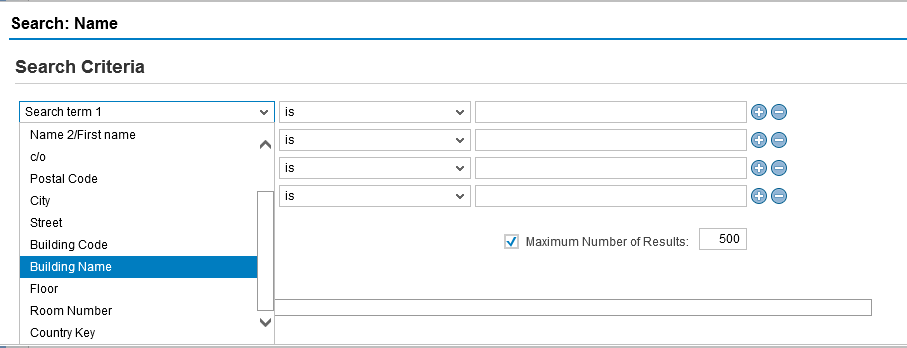 Search: Name
Search Criteria
Search term 1 is
Name 2/First name
c/o is
Postal Code is
City is
Street
Building Code Maximum Number of Results: 500
Building Name
Floor
Room Number
Country Key